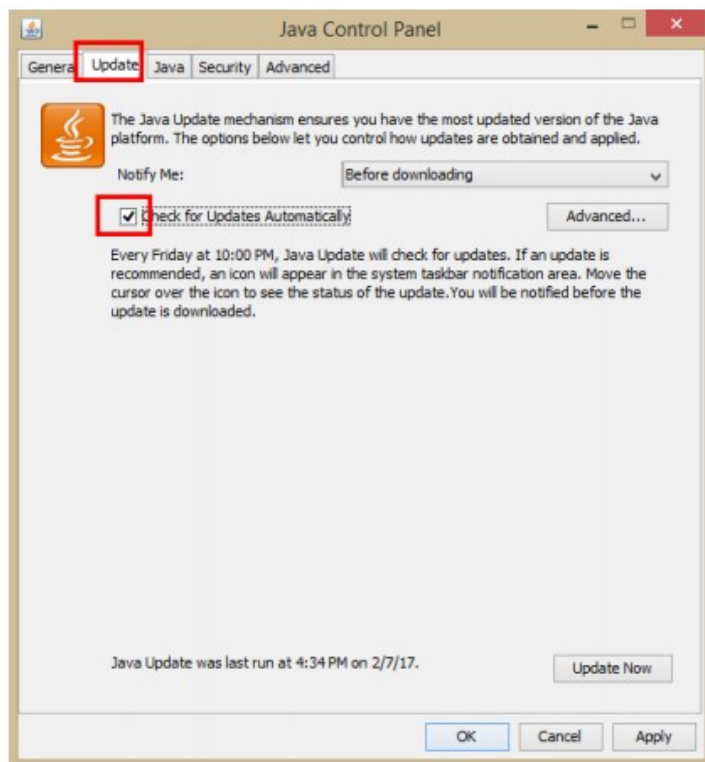 Java Control Panel
General Update Java Security Advanced
The Java Update mechanism ensures you have the most updated version of the Java
platform. The options below let you control how updates are obtained and applied.
Notify Me: Before downloading
Check for Updates Automatically Advanced...
Every Friday at 10:00 PM, Java Update will check for updates. If an update is
recommended, an icon will appear in the system taskbar notification area. Move the
cursor over the icon to see the status of the update.You will be notified before the
update is downloaded.
Java Update was last run at 4:34 PM on 2/7/17.
Update Now
OK Cancel Apply